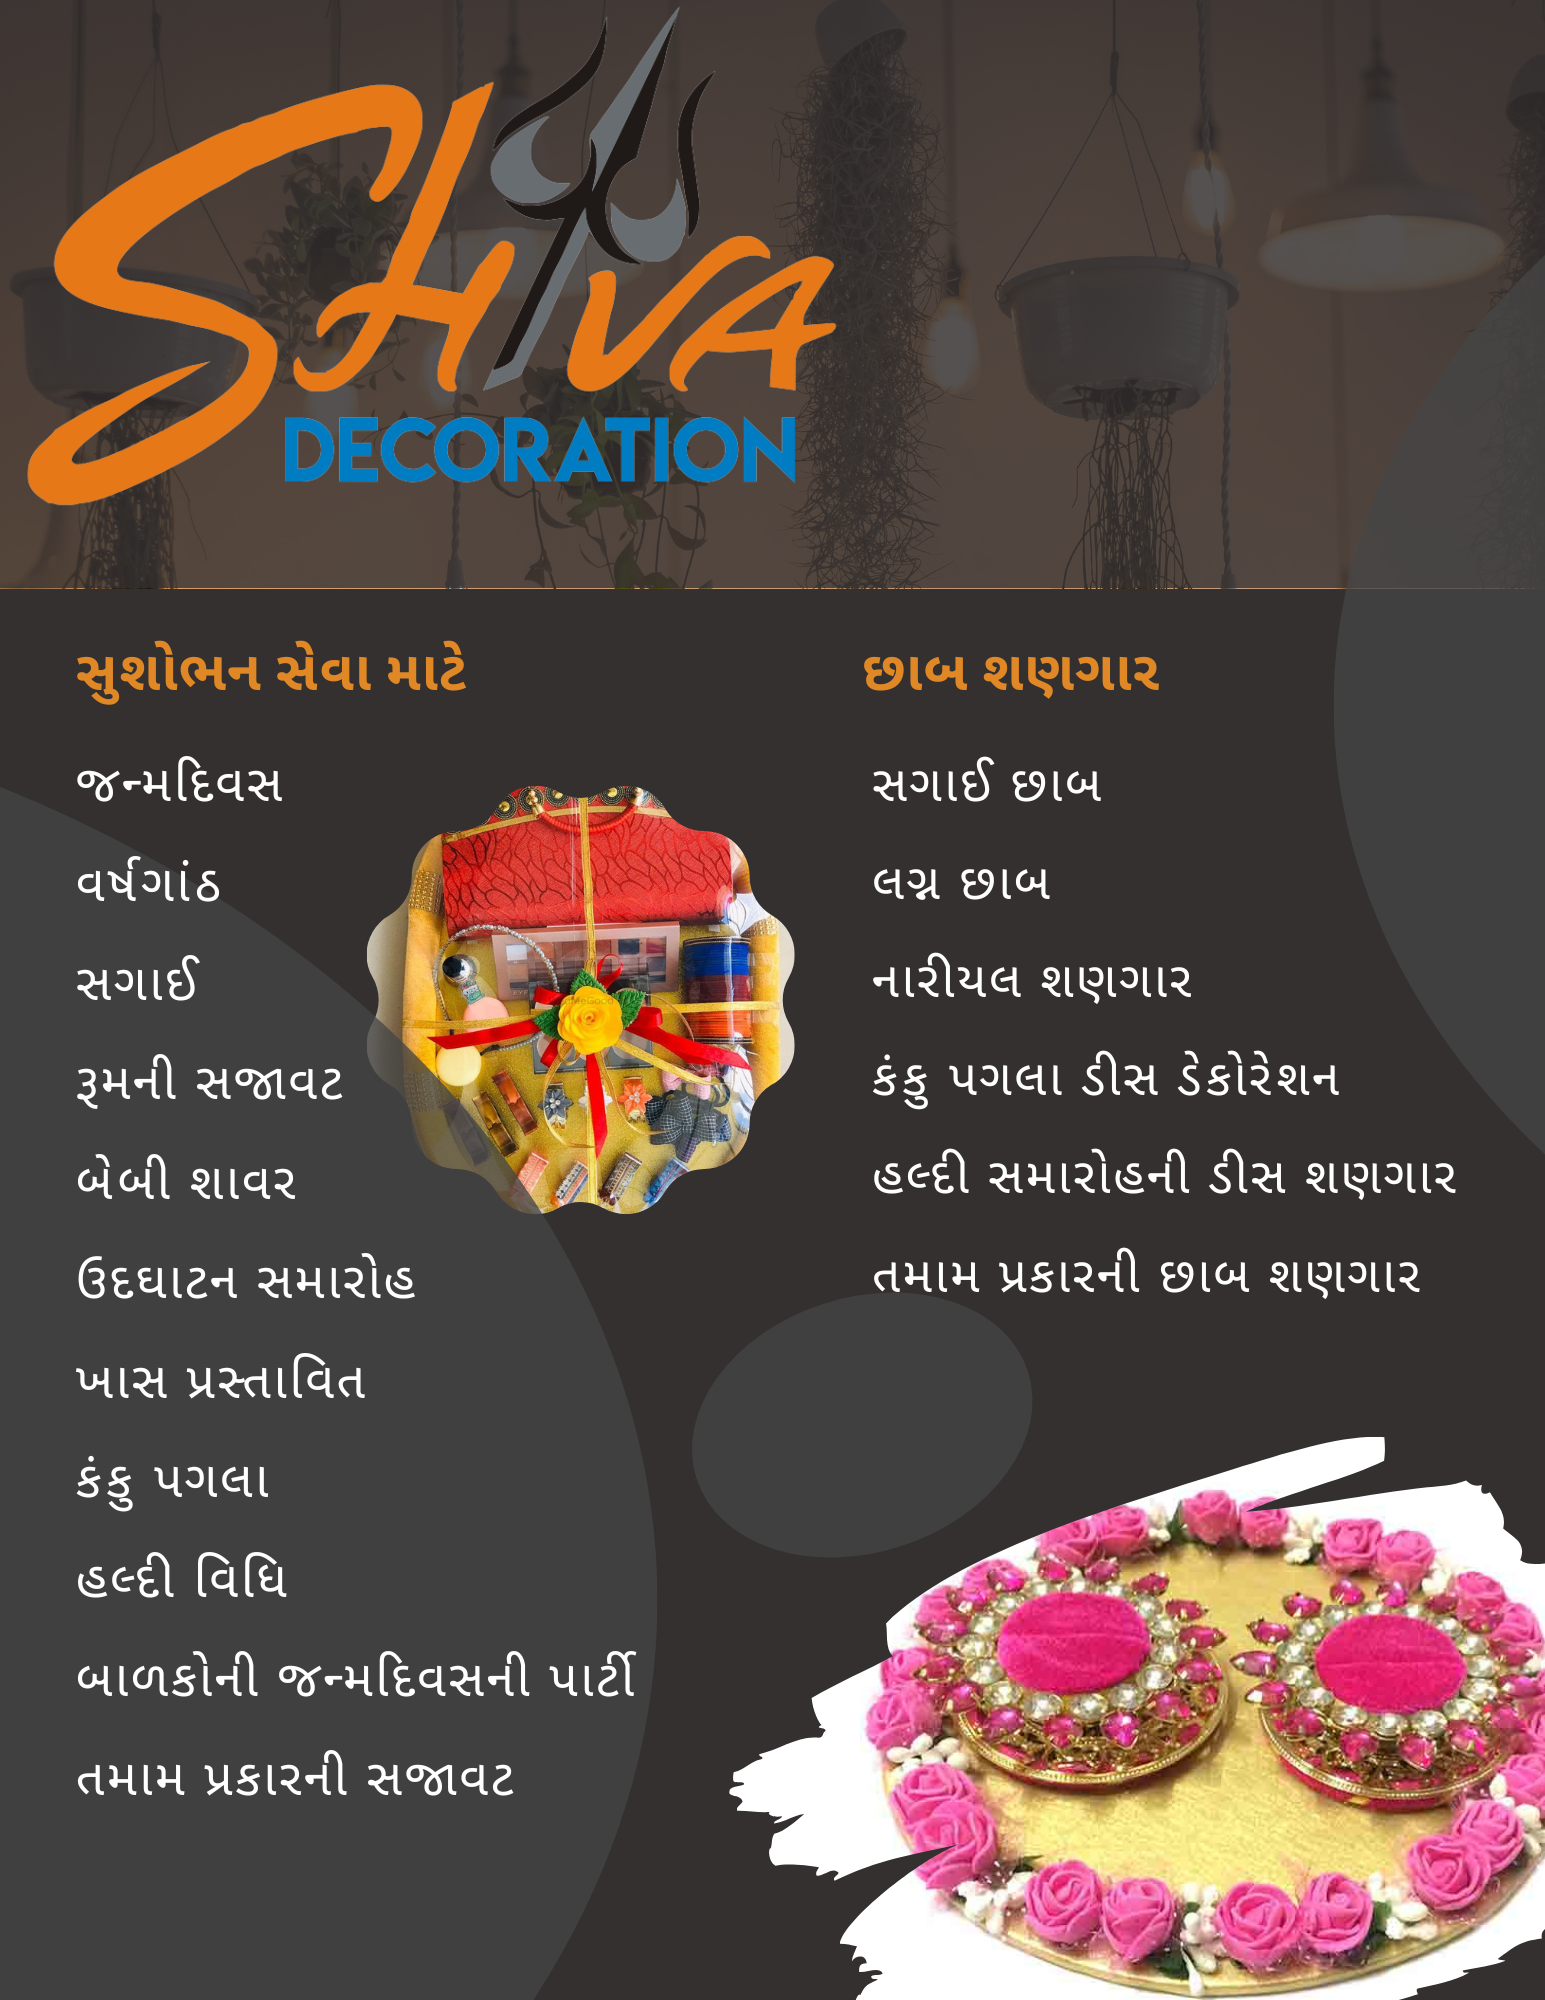 SHIVA
DECORATION
સુશોભન સેવા માટે
જન્મદિવસ
વર્ષગાંઠ
સગાઈ
રૂમની સજાવટ
બેબી શાવર
ઉદઘાટન સમારોહ
ખાસ પ્રસ્તાવિત
કંકુ પગલા
હલ્દી વિધિ
બાળકોની જન્મદિવસની પાર્ટી
તમામ પ્રકારની સજાવટ
છાબ શણગાર
સગાઈ છાબ
લગ્ન છાબ
નારીયલ શણગાર
કંકુ પગલા ડીસ ડેકોરેશન
હલ્દી સમારોહની ડીસ શણગાર
તમામ પ્રકારની છાબ શણગાર